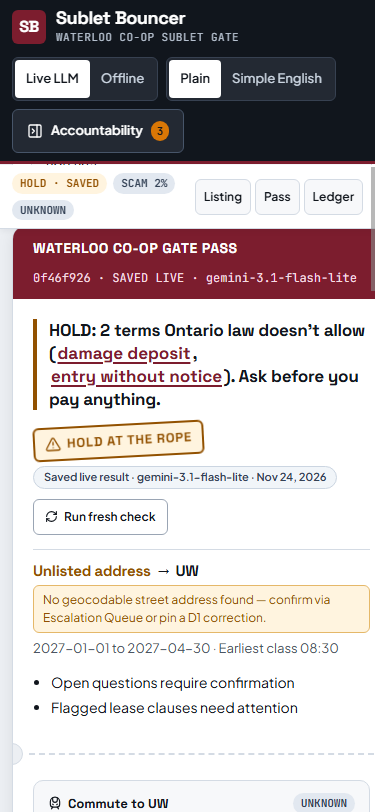 SB
Sublet Bouncer
WATERLOO CO-OP SUBLET GATE
Live LLM Offline Plain Simple English
Accountability 3
HOLD · SAVED SCAM 2%
UNKNOWN
Listing Pass Ledger
WATERLOO CO-OP GATE PASS
0f46f926 · SAVED LIVE · gemini-3.1-flash-lite
HOLD: 2 terms Ontario law doesn't allow
(damage deposit,
entry without notice). Ask before you
pay anything.
HOLD AT THE ROPE
Saved live result · gemini-3.1-flash-lite · Nov 24, 2026
Run fresh check
Unlisted address → UW
No geocodable street address found — confirm via
Escalation Queue or pin a D1 correction.
2027-01-01 to 2027-04-30 · Earliest class 08:30
• Open questions require confirmation
• Flagged lease clauses need attention
Commute to UW UNKNOWN